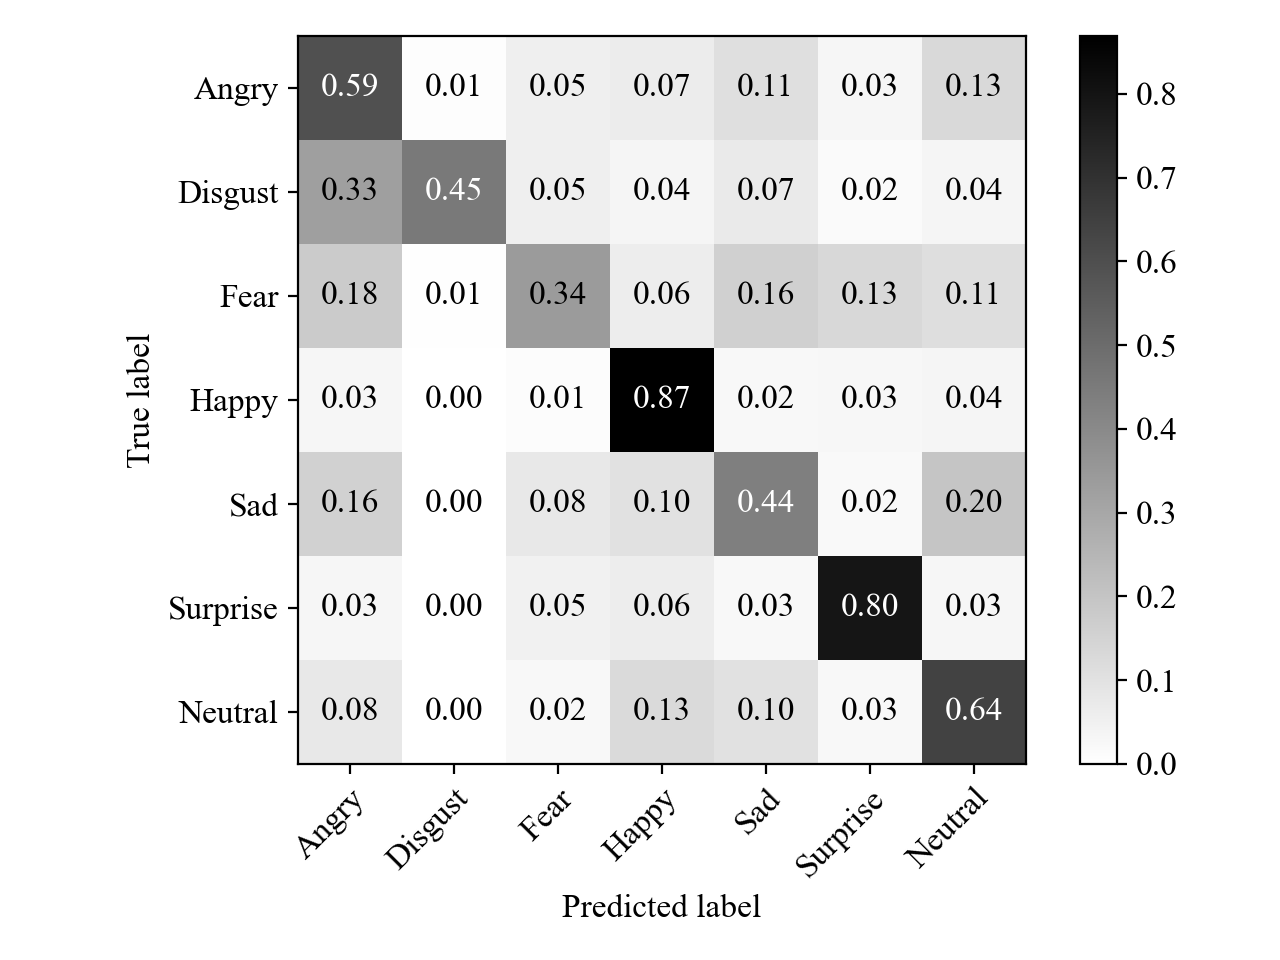 Angry 0.59 0.01 0.05 0.07 0.11 0.03 0.13
Disgust 0.33 0.45 0.05 0.04 0.07 0.02 0.04
Fear 0.18 0.01 0.34 0.06 0.16 0.13 0.11
Happy 0.03 0.00 0.01 0.87 0.02 0.03 0.04
Sad 0.16 0.00 0.08 0.10 0.44 0.02 0.20
Surprise 0.03 0.00 0.05 0.06 0.03 0.80 0.03
Neutral 0.08 0.00 0.02 0.13 0.10 0.03 0.64
True label
Angry Disgust Fear Happy Sad Surprise Neutral
Predicted label
0.8
0.7
0.6
0.5
0.4
0.3
0.2
0.1
0.0